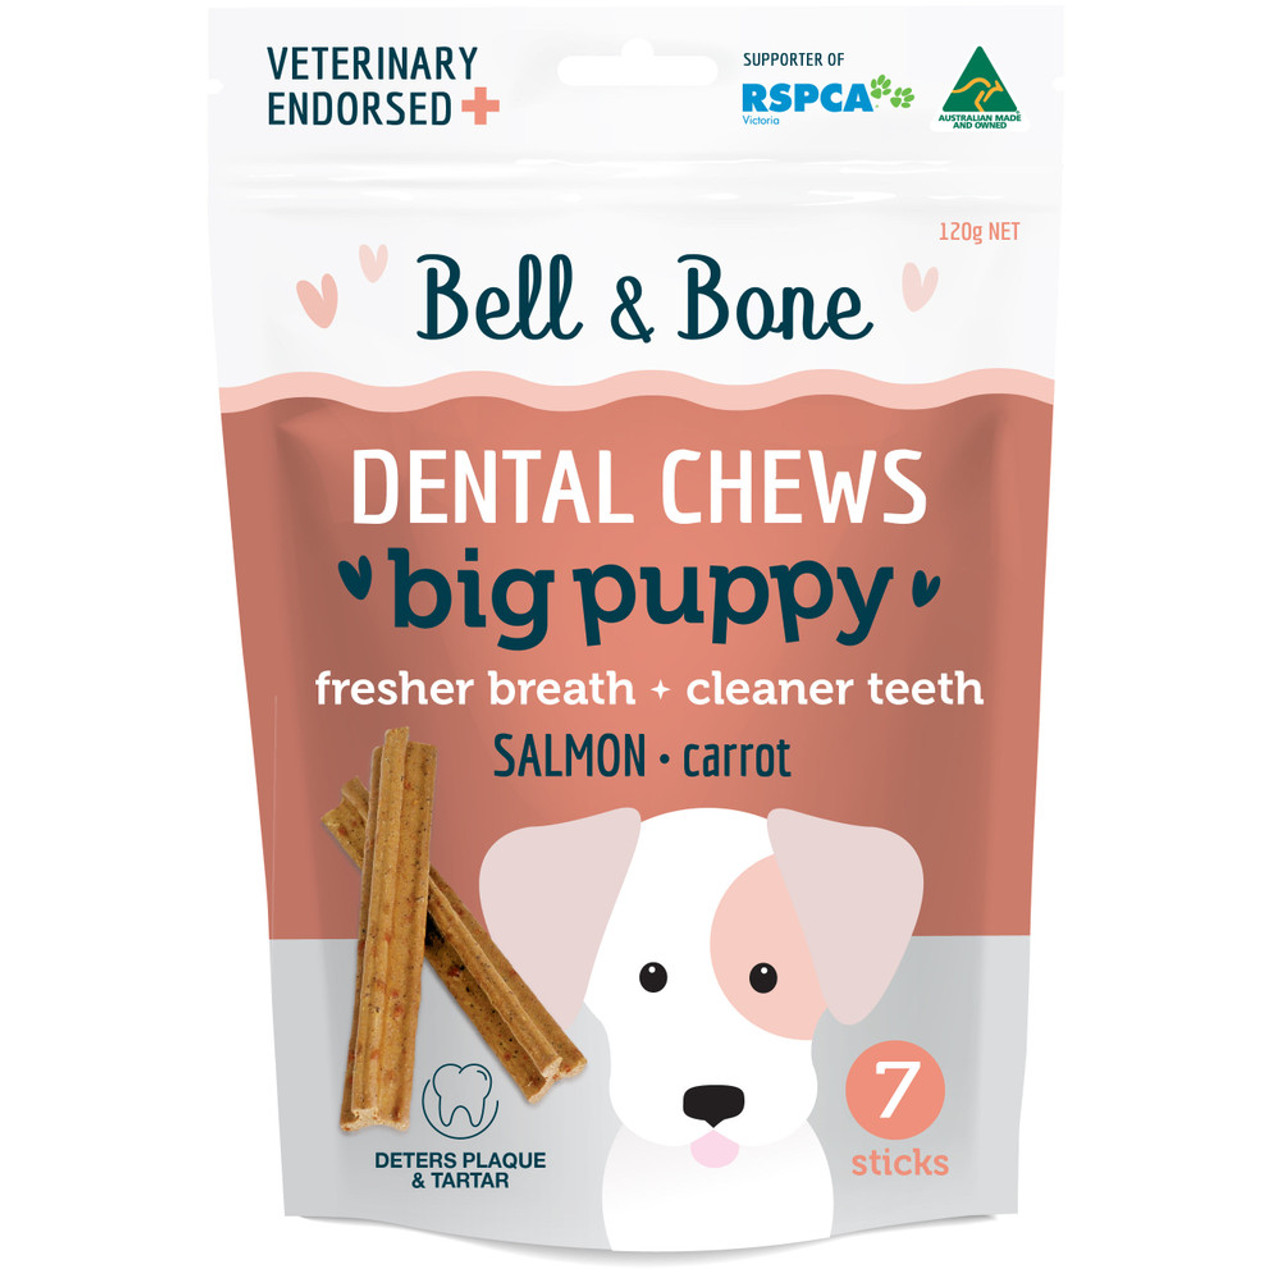 VETERINARY
ENDORSED
SUPPORTER OF
RSPCA
Victoria
AUSTRALIAN MADE
AND OWNED
120g NET
Bell & Bone
DENTAL CHEWS
big puppy
fresher breath + cleaner teeth
SALMON • carrot
DETERS PLAQUE
& TARTAR
7
sticks